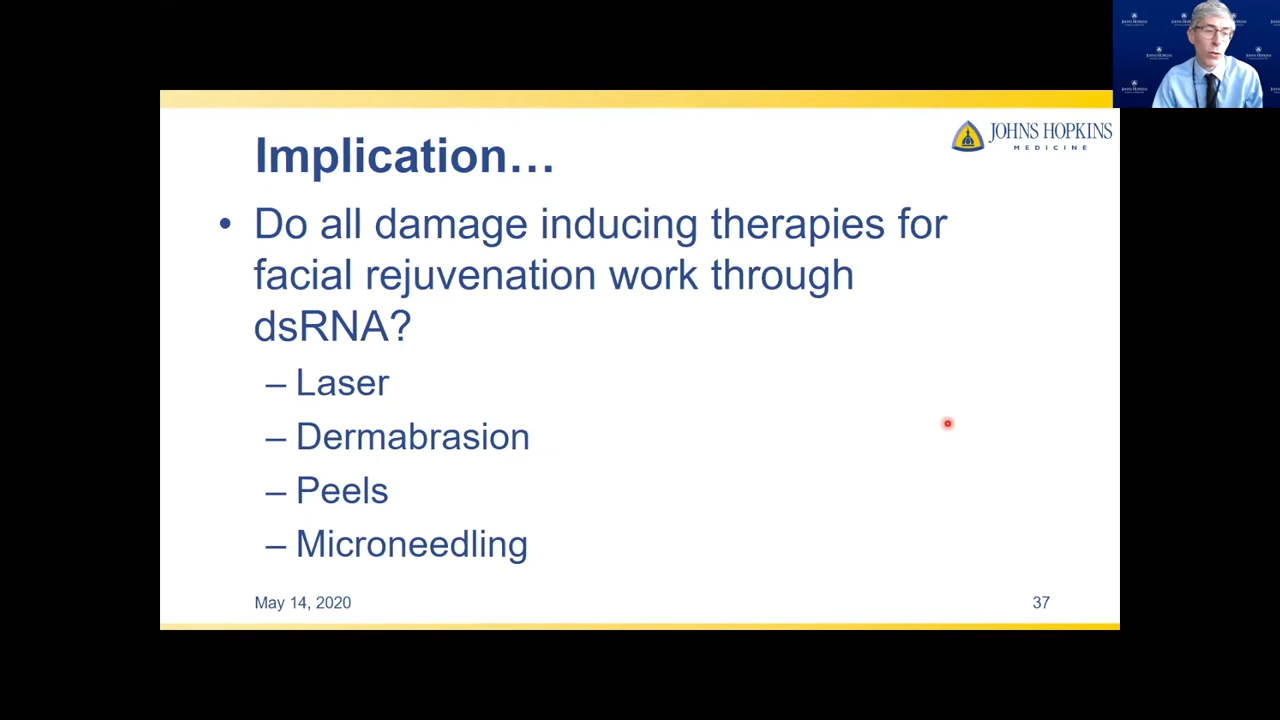 Implication…
JOHNS HOPKINS
MEDICINE
• Do all damage inducing therapies for
facial rejuvenation work through
dsRNA?
– Laser
– Dermabrasion
– Peels
– Microneedling
May 14, 2020
37